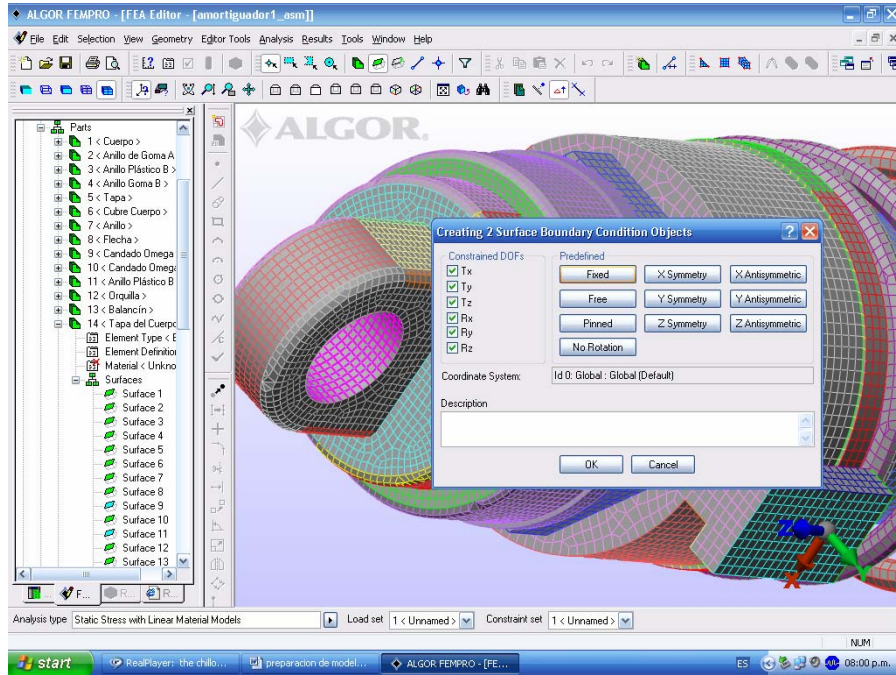 ALGOR FEMPRO - [FEA Editor - [amortiguador1_asm]]
File Edit Selection View Geometry Editor Tools Analysis Results Tools Window Help
ALGOR.
Parts
1 < Cuerpo >
2 < Anillo de Goma A
3 < Anillo Plástico B >
4 < Anillo Goma B >
5 < Tapa >
6 < Cubre Cuerpo >
7 < Anillo >
8 < Flecha >
9 < Candado Omega
10 < Candado Omega
11 < Anillo Plástico B
12 < Orquilla >
13 < Balancín >
14 < Tapa del Cuerpo
Element Type < E
Element Definition
Material < Unkno
Surfaces
Surface 1
Surface 2
Surface 3
Surface 4
Surface 5
Surface 6
Surface 7
Surface 8
Surface 9
Surface 10
Surface 11
Surface 12
Surface 13
F... R... R...
Creating 2 Surface Boundary Condition Objects
Constrained DOFs
Tx
Ty
Tz
Rx
Ry
Rz
Predefined
Fixed X Symmetry X Antisymmetric
Free Y Symmetry Y Antisymmetric
Pinned Z Symmetry Z Antisymmetric
No Rotation
Coordinate System: Id 0: Global : Global (Default)
Description
OK Cancel
Z
X
Y
Analysis type Static Stress with Linear Material Models Load set 1 < Unnamed > Constraint set 1 < Unnamed >
NUM
start RealPlayer: the chillo... preparacion de model... ALGOR FEMPRO - [FE... ES 08:00 p.m.